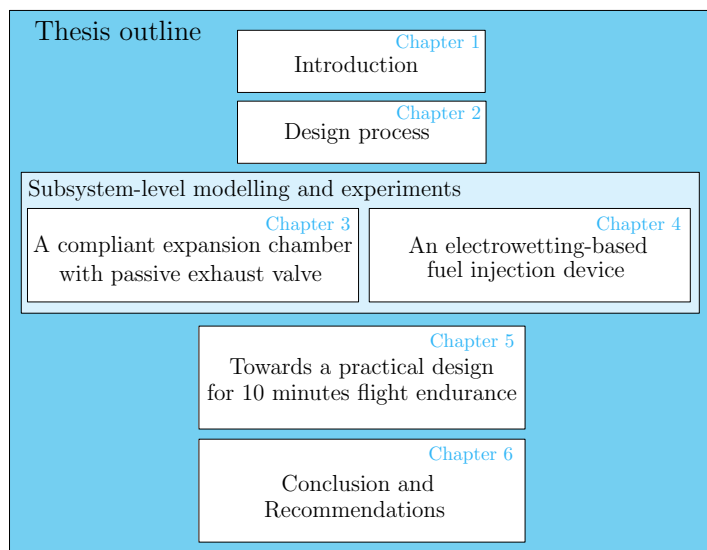 Thesis outline
Chapter 1
Introduction
Chapter 2
Design process
Subsystem-level modelling and experiments
Chapter 3
A compliant expansion chamber
with passive exhaust valve
Chapter 4
An electrowetting-based
fuel injection device
Chapter 5
Towards a practical design
for 10 minutes flight endurance
Chapter 6
Conclusion and
Recommendations